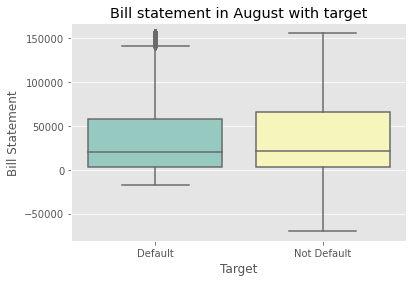 Bill statement in August with target
150000
100000
50000
0
−50000
Bill Statement
Default
Not Default
Target